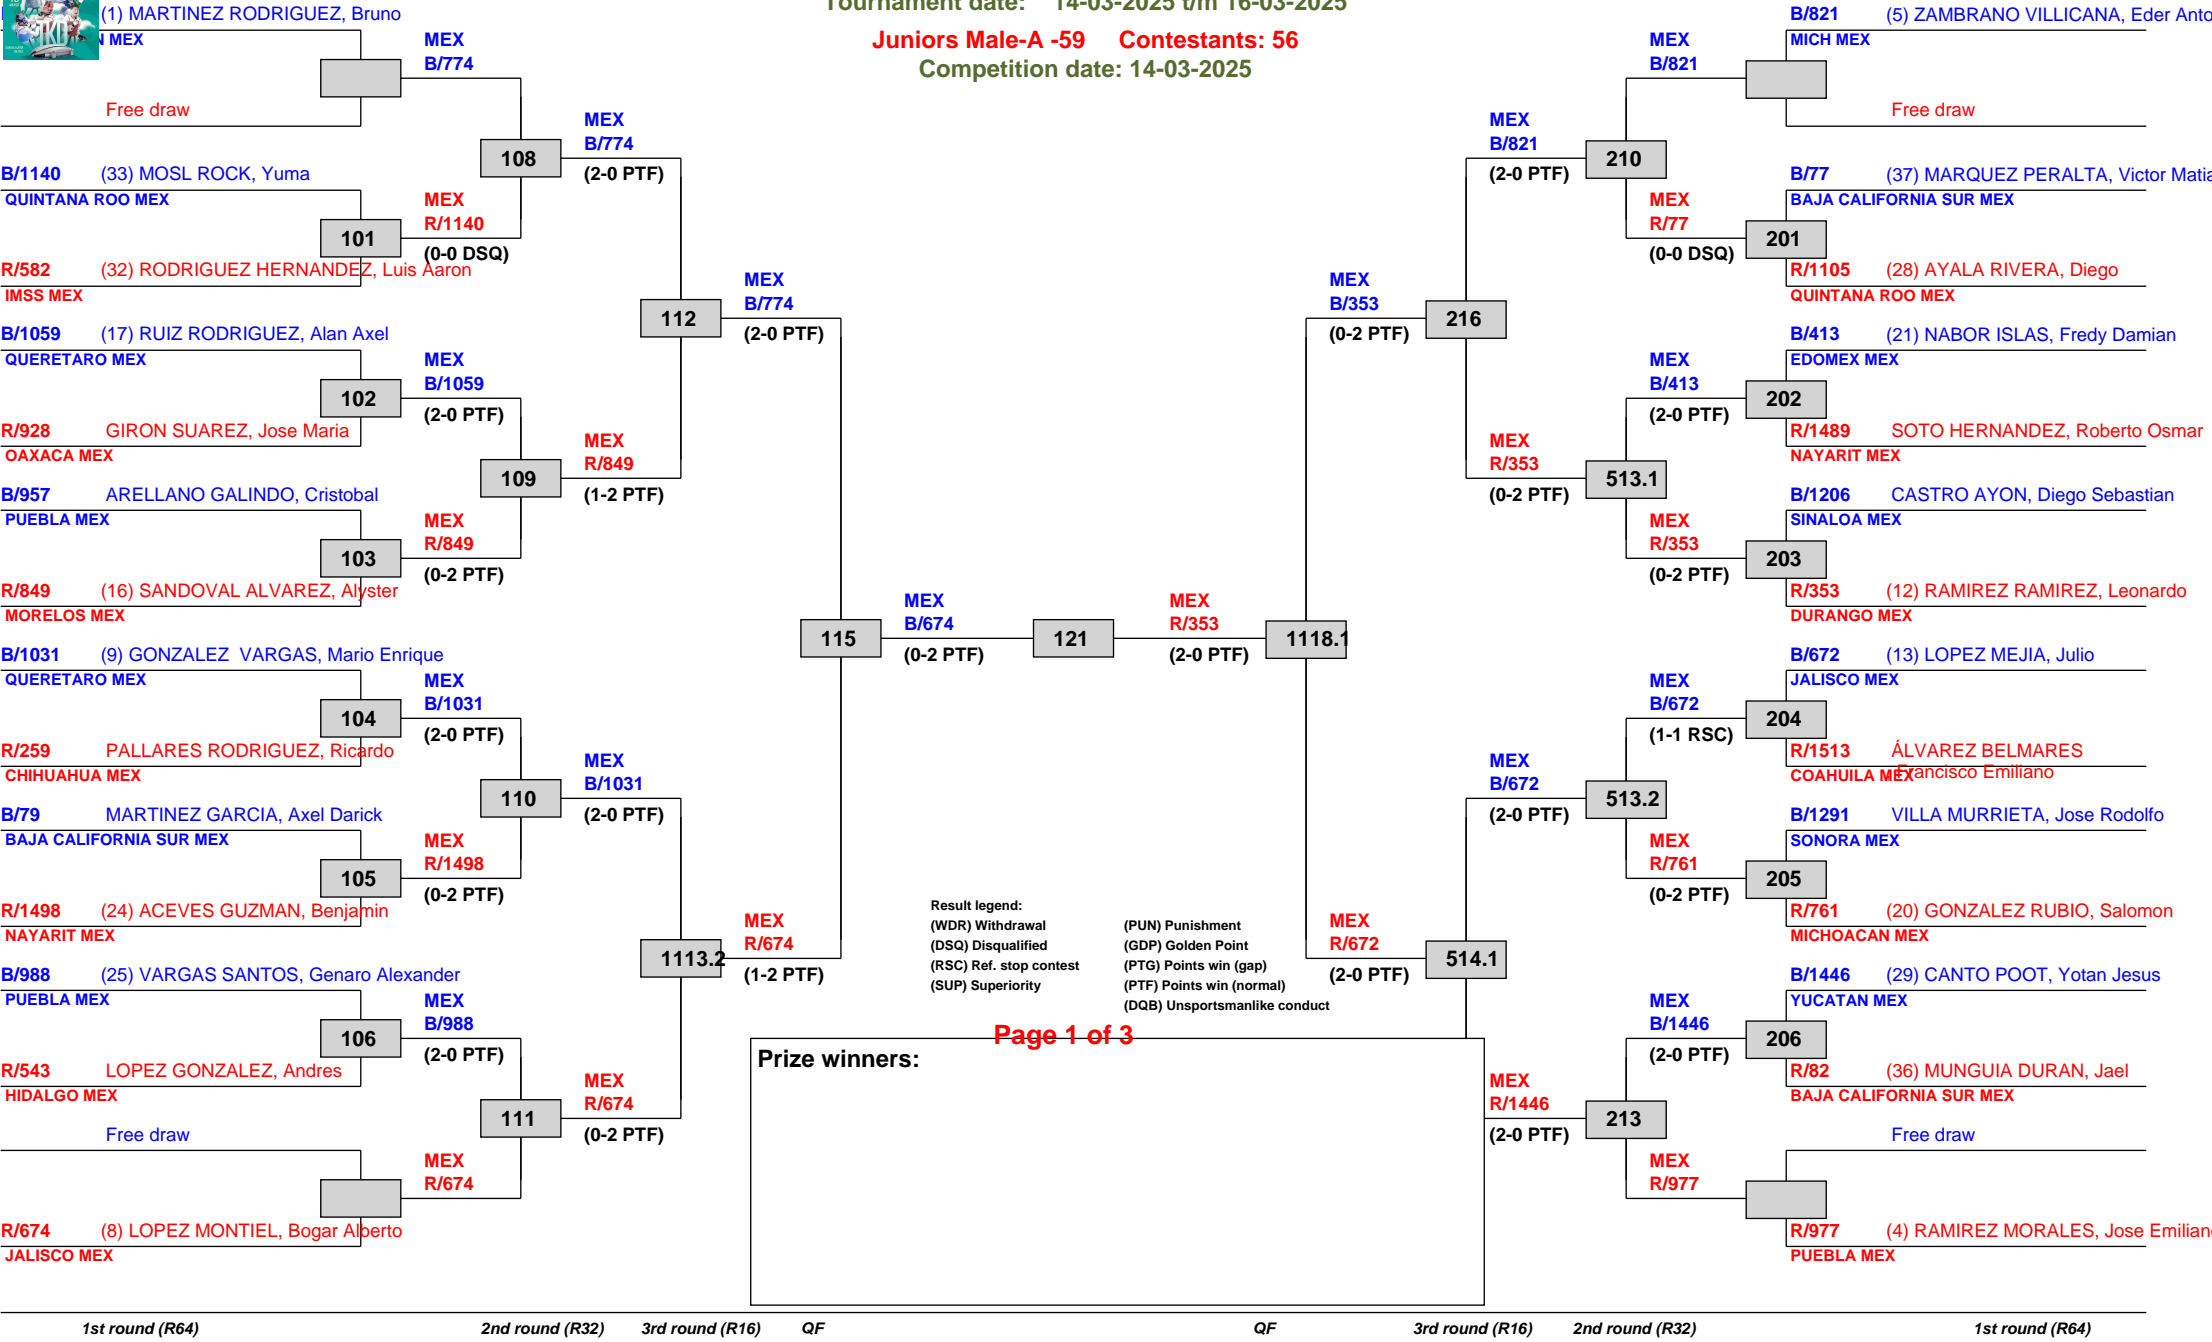 Tournament date: 14-03-2025 t/m 16-03-2025
Juniors Male-A -59 Contestants: 56
Competition date: 14-03-2025
TKD
(1) MARTINEZ RODRIGUEZ, Bruno
N MEX
Free draw
B/1140 (33) MOSL ROCK, Yuma
QUINTANA ROO MEX
101
R/582 (32) RODRIGUEZ HERNANDEZ, Luis Aaron
IMSS MEX
B/1059 (17) RUIZ RODRIGUEZ, Alan Axel
QUERETARO MEX
102
R/928 GIRON SUAREZ, Jose Maria
OAXACA MEX
B/957 ARELLANO GALINDO, Cristobal
PUEBLA MEX
103
R/849 (16) SANDOVAL ALVAREZ, Alyster
MORELOS MEX
B/1031 (9) GONZALEZ VARGAS, Mario Enrique
QUERETARO MEX
104
R/259 PALLARES RODRIGUEZ, Ricardo
CHIHUAHUA MEX
B/79 MARTINEZ GARCIA, Axel Darick
BAJA CALIFORNIA SUR MEX
105
R/1498 (24) ACEVES GUZMAN, Benjamin
NAYARIT MEX
B/988 (25) VARGAS SANTOS, Genaro Alexander
PUEBLA MEX
106
R/543 LOPEZ GONZALEZ, Andres
HIDALGO MEX
Free draw
R/674 (8) LOPEZ MONTIEL, Bogar Alberto
JALISCO MEX
MEX
B/774
108
MEX
R/1140
(0-0 DSQ)
MEX
B/1059
(2-0 PTF)
109
MEX
R/849
(0-2 PTF)
MEX
B/1031
(2-0 PTF)
110
MEX
R/1498
(0-2 PTF)
MEX
B/988
(2-0 PTF)
111
MEX
R/674
MEX
B/774
(2-0 PTF)
112
MEX
R/849
(1-2 PTF)
MEX
B/1031
(2-0 PTF)
1113.2
MEX
R/674
(0-2 PTF)
MEX
B/774
(2-0 PTF)
115
MEX
R/674
(1-2 PTF)
MEX
B/674
(0-2 PTF)
121
MEX
R/353
(2-0 PTF)
1118.1
MEX
B/353
(0-2 PTF)
MEX
R/672
(2-0 PTF)
MEX
B/821
(2-0 PTF)
216
MEX
R/353
(0-2 PTF)
MEX
B/672
(2-0 PTF)
514.1
MEX
R/1446
(2-0 PTF)
MEX
B/821
210
MEX
R/77
(0-0 DSQ)
MEX
B/413
(2-0 PTF)
513.1
MEX
R/353
(0-2 PTF)
MEX
B/672
(1-1 RSC)
513.2
MEX
R/761
(0-2 PTF)
MEX
B/1446
(2-0 PTF)
213
MEX
R/977
B/821 (5) ZAMBRANO VILLICANA, Eder Anto
MICH MEX
Free draw
B/77 (37) MARQUEZ PERALTA, Victor Matia
BAJA CALIFORNIA SUR MEX
201
R/1105 (28) AYALA RIVERA, Diego
QUINTANA ROO MEX
B/413 (21) NABOR ISLAS, Fredy Damian
EDOMEX MEX
202
R/1489 SOTO HERNANDEZ, Roberto Osmar
NAYARIT MEX
B/1206 CASTRO AYON, Diego Sebastian
SINALOA MEX
203
R/353 (12) RAMIREZ RAMIREZ, Leonardo
DURANGO MEX
B/672 (13) LOPEZ MEJIA, Julio
JALISCO MEX
204
R/1513 ÁLVAREZ BELMARES
COAHUILA MEX Francisco Emiliano
B/1291 VILLA MURRIETA, Jose Rodolfo
SONORA MEX
205
R/761 (20) GONZALEZ RUBIO, Salomon
MICHOACAN MEX
B/1446 (29) CANTO POOT, Yotan Jesus
YUCATAN MEX
206
R/82 (36) MUNGUIA DURAN, Jael
BAJA CALIFORNIA SUR MEX
Free draw
R/977 (4) RAMIREZ MORALES, Jose Emilian
PUEBLA MEX
Result legend:
(WDR) Withdrawal (PUN) Punishment
(DSQ) Disqualified (GDP) Golden Point
(RSC) Ref. stop contest (PTG) Points win (gap)
(SUP) Superiority (PTF) Points win (normal)
(DQB) Unsportsmanlike conduct
Page 1 of 3
Prize winners:
1st round (R64) 2nd round (R32) 3rd round (R16) QF QF 3rd round (R16) 2nd round (R32) 1st round (R64)